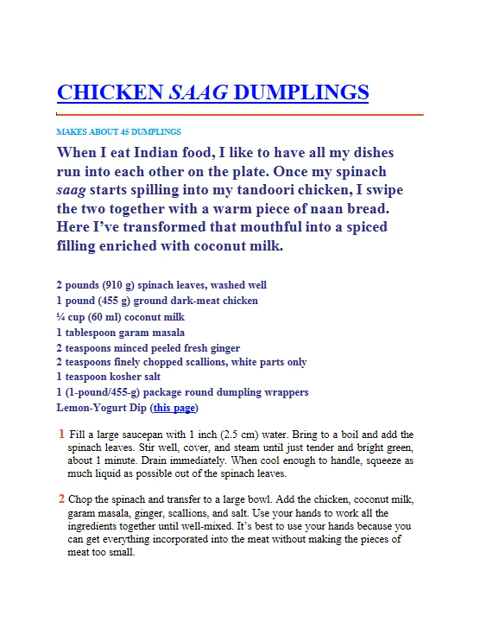 CHICKEN SAAG DUMPLINGS
MAKES ABOUT 45 DUMPLINGS
When I eat Indian food, I like to have all my dishes
run into each other on the plate. Once my spinach
saag starts spilling into my tandoori chicken, I swipe
the two together with a warm piece of naan bread.
Here I’ve transformed that mouthful into a spiced
filling enriched with coconut milk.
2 pounds (910 g) spinach leaves, washed well
1 pound (455 g) ground dark-meat chicken
¼ cup (60 ml) coconut milk
1 tablespoon garam masala
2 teaspoons minced peeled fresh ginger
2 teaspoons finely chopped scallions, white parts only
1 teaspoon kosher salt
1 (1-pound/455-g) package round dumpling wrappers
Lemon-Yogurt Dip (this page)
1 Fill a large saucepan with 1 inch (2.5 cm) water. Bring to a boil and add the
spinach leaves. Stir well, cover, and steam until just tender and bright green,
about 1 minute. Drain immediately. When cool enough to handle, squeeze as
much liquid as possible out of the spinach leaves.
2 Chop the spinach and transfer to a large bowl. Add the chicken, coconut milk,
garam masala, ginger, scallions, and salt. Use your hands to work all the
ingredients together until well-mixed. It’s best to use your hands because you
can get everything incorporated into the meat without making the pieces of
meat too small.